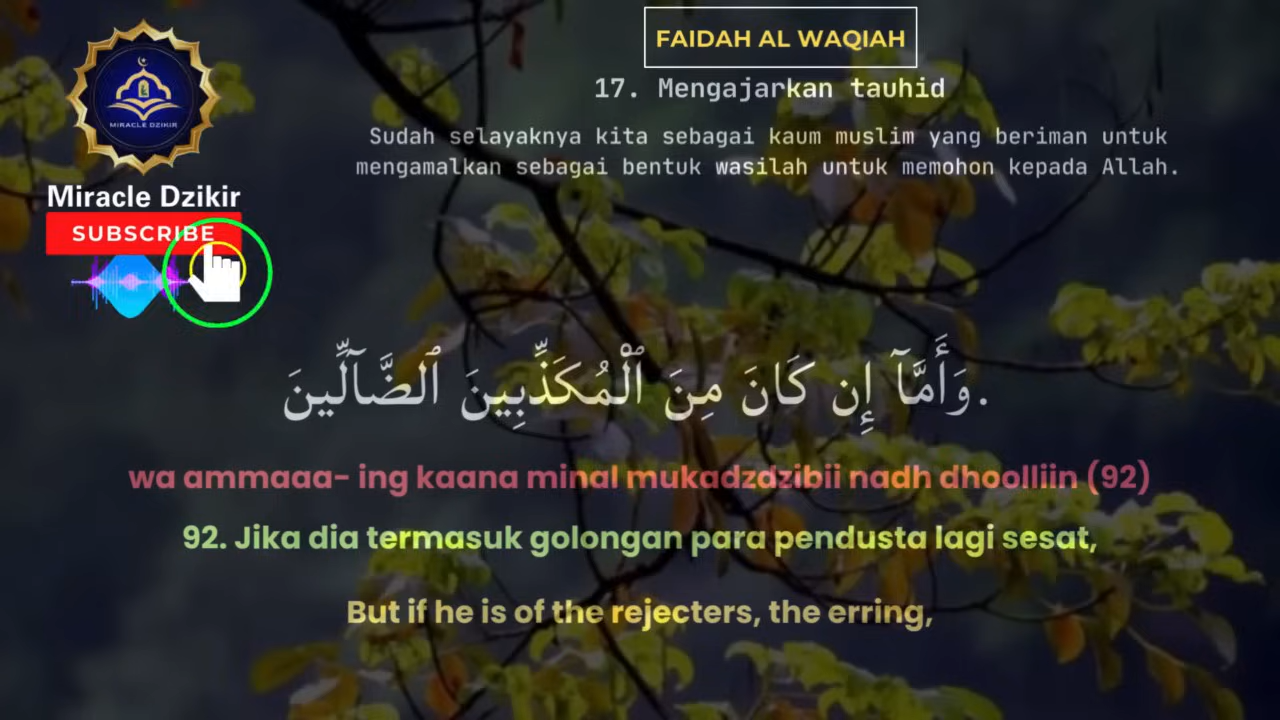 FAIDAH AL WAQIAH
17. Mengajarkan tauhid
Sudah selayaknya kita sebagai kaum muslim yang beriman untuk
mengamalkan sebagai bentuk wasilah untuk memohon kepada Allah.
MIRACLE DZIKIR
Miracle Dzikir
SUBSCRIBE
وَأَمَّآ إِن كَانَ مِنَ ٱلْمُكَذِّبِينَ ٱلضَّآلِّينَ.
wa ammaaa- ing kaana minal mukadzdzibii nadh dhoolliin (92)
92. Jika dia termasuk golongan para pendusta lagi sesat,
But if he is of the rejecters, the erring,